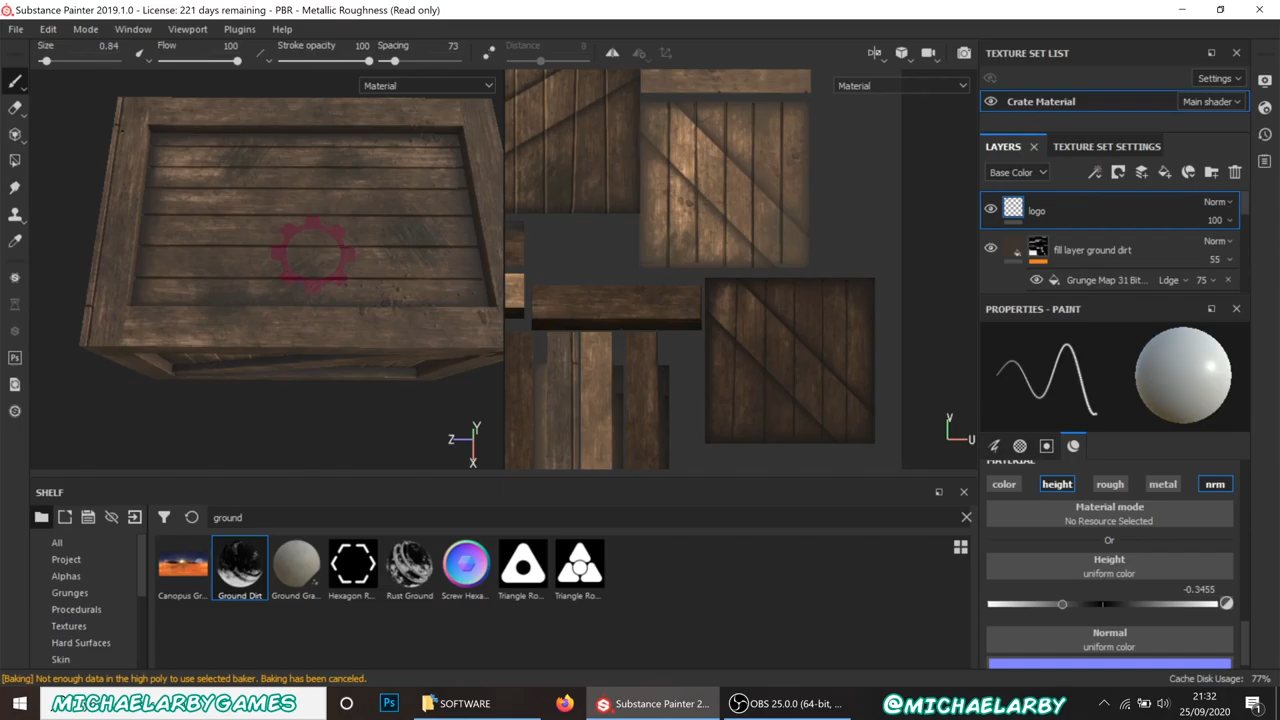 Substance Painter 2019.1.0 - License: 221 days remaining - PBR - Metallic Roughness (Read only)
File Edit Mode Window Viewport Plugins Help
Size 0.84 Flow 100 Stroke opacity 100 Spacing 73 Distance 8
Material Material
TEXTURE SET LIST
Settings
Crate Material Main shader
LAYERS TEXTURE SET SETTINGS
Base Color
logo Norm 100
fill layer ground dirt Norm 55
Grunge Map 31 Bit... Ldge 75
PROPERTIES - PAINT
Z Y X
V U
MATERIAL
color height rough metal nrm
Material mode
No Resource Selected
Or
Height
uniform color
-0.3455
Normal
uniform color
SHELF
ground
All
Project
Alphas
Grunges
Procedurals
Textures
Hard Surfaces
Skin
Canopus Gr... Ground Dirt Ground Gra... Hexagon R... Rust Ground Screw Hexa... Triangle Ro... Triangle Ro...
[Baking] Not enough data in the high poly to use selected baker. Baking has been canceled.
Cache Disk Usage: 77%
MICHAELARBYGAMES Ps SOFTWARE Substance Painter 2... OBS 25.0.0 (64-bit, ... @MICHAELARBY
21:32
25/09/2020
1